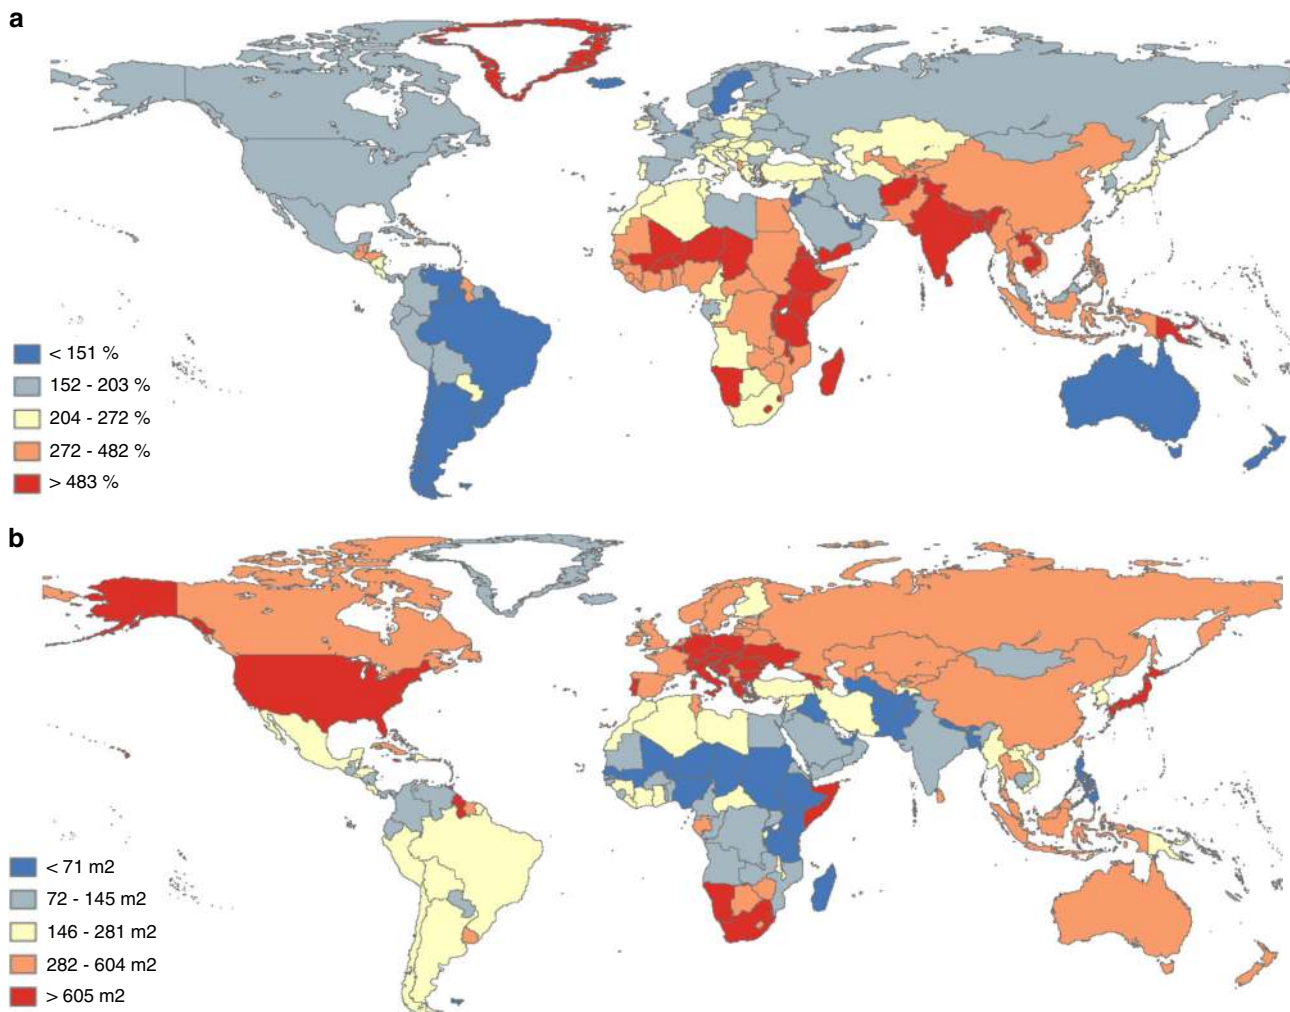 a
< 151 %
152 - 203 %
204 - 272 %
272 - 482 %
> 483 %
b
< 71 m2
72 - 145 m2
146 - 281 m2
282 - 604 m2
> 605 m2